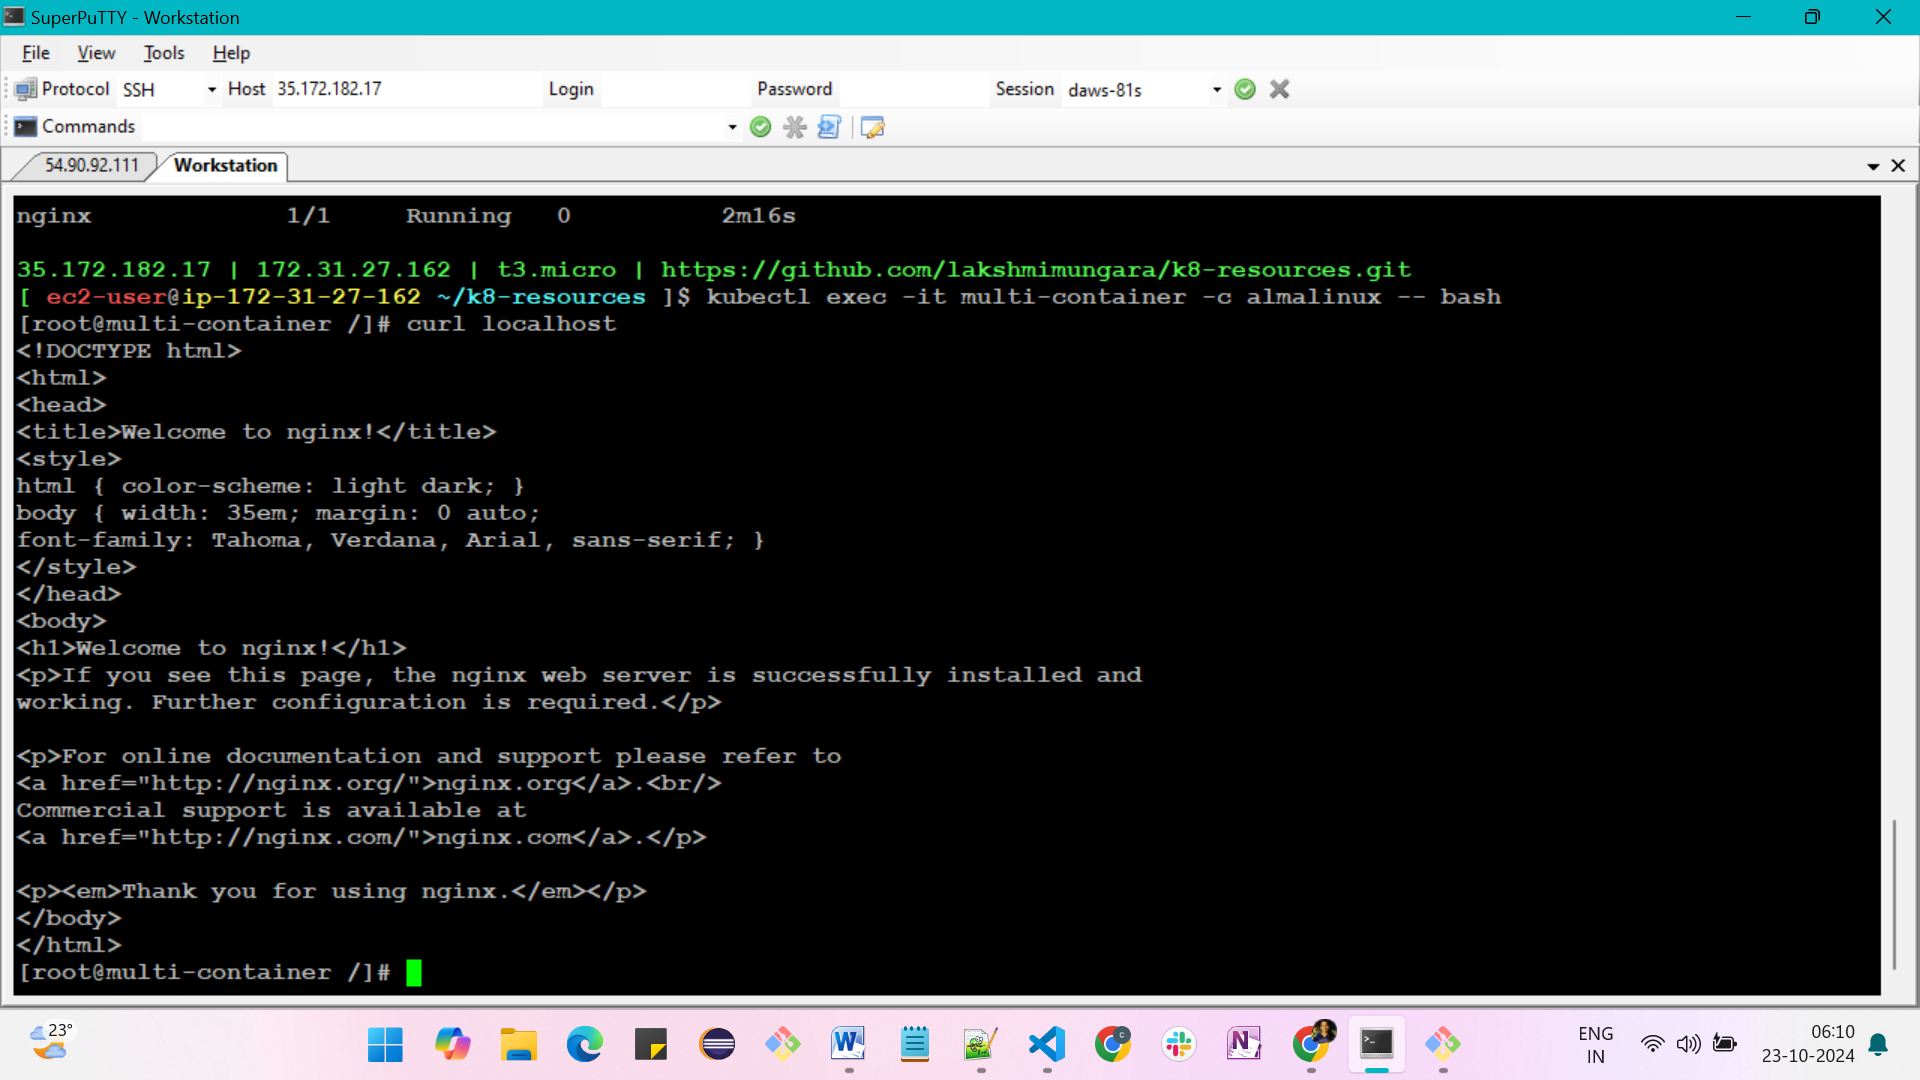 SuperPuTTY - Workstation
File View Tools Help
Protocol SSH Host 35.172.182.17 Login Password Session daws-81s
Commands
54.90.92.111 Workstation
nginx 1/1 Running 0 2m16s
35.172.182.17 | 172.31.27.162 | t3.micro | https://github.com/lakshmimungara/k8-resources.git
[ ec2-user@ip-172-31-27-162 ~/k8-resources ]$ kubectl exec -it multi-container -c almalinux -- bash
[root@multi-container /]# curl localhost
<!DOCTYPE html>
<html>
<head>
<title>Welcome to nginx!</title>
<style>
html { color-scheme: light dark; }
body { width: 35em; margin: 0 auto;
font-family: Tahoma, Verdana, Arial, sans-serif; }
</style>
</head>
<body>
<h1>Welcome to nginx!</h1>
<p>If you see this page, the nginx web server is successfully installed and
working. Further configuration is required.</p>
<p>For online documentation and support please refer to
<a href="http://nginx.org/">nginx.org</a>.<br/>
Commercial support is available at
<a href="http://nginx.com/">nginx.com</a>.</p>
<p><em>Thank you for using nginx.</em></p>
</body>
</html>
[root@multi-container /]#
23°
ENG
IN
06:10
23-10-2024